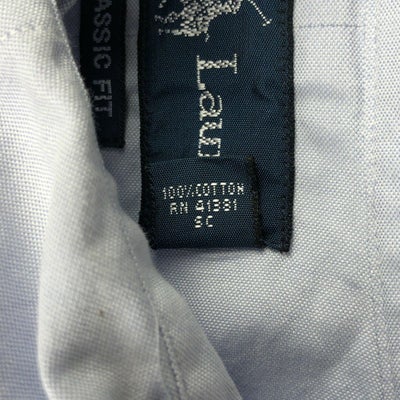 ASSIC FIT
Lau
100% COTTON
RN 41381
SC